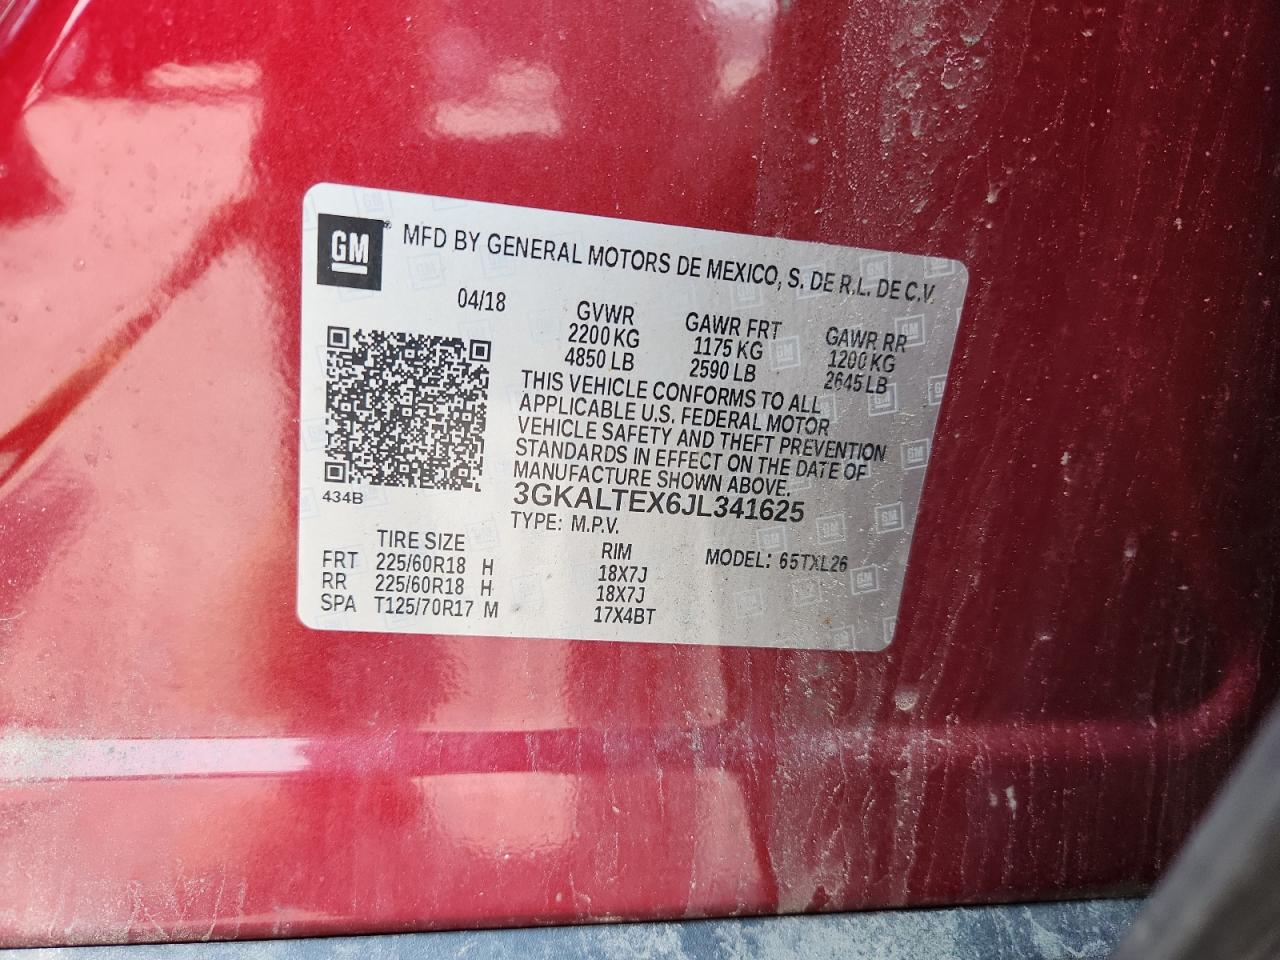 GM ® MFD BY GENERAL MOTORS DE MEXICO, S. DE R.L. DE C.V.
04/18 GVWR GAWR FRT GAWR RR
2200 KG 1175 KG 1200 KG
4850 LB 2590 LB 2645 LB
THIS VEHICLE CONFORMS TO ALL
APPLICABLE U.S. FEDERAL MOTOR
VEHICLE SAFETY AND THEFT PREVENTION
STANDARDS IN EFFECT ON THE DATE OF
MANUFACTURE SHOWN ABOVE.
434B
3GKALTEX6JL341625
TYPE: M.P.V.
TIRE SIZE RIM MODEL: 65TXL26
FRT 225/60R18 H 18X7J
RR 225/60R18 H 18X7J
SPA T125/70R17 M 17X4BT